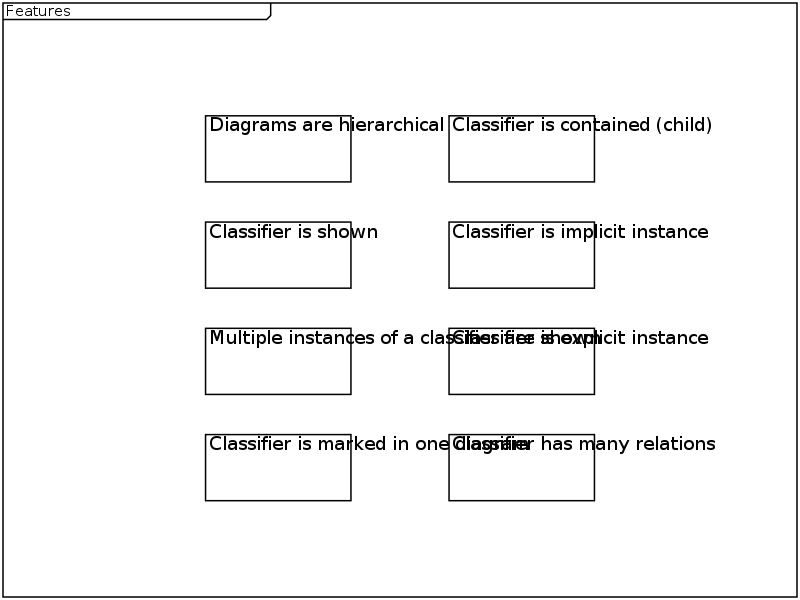 Features
Diagrams are hierarchical
Classifier is contained (child)
Classifier is shown
Classifier is implicit instance
Multiple instances of a classifier are shown
Classifier is explicit instance
Classifier is marked in one diagram
Classifier has many relations